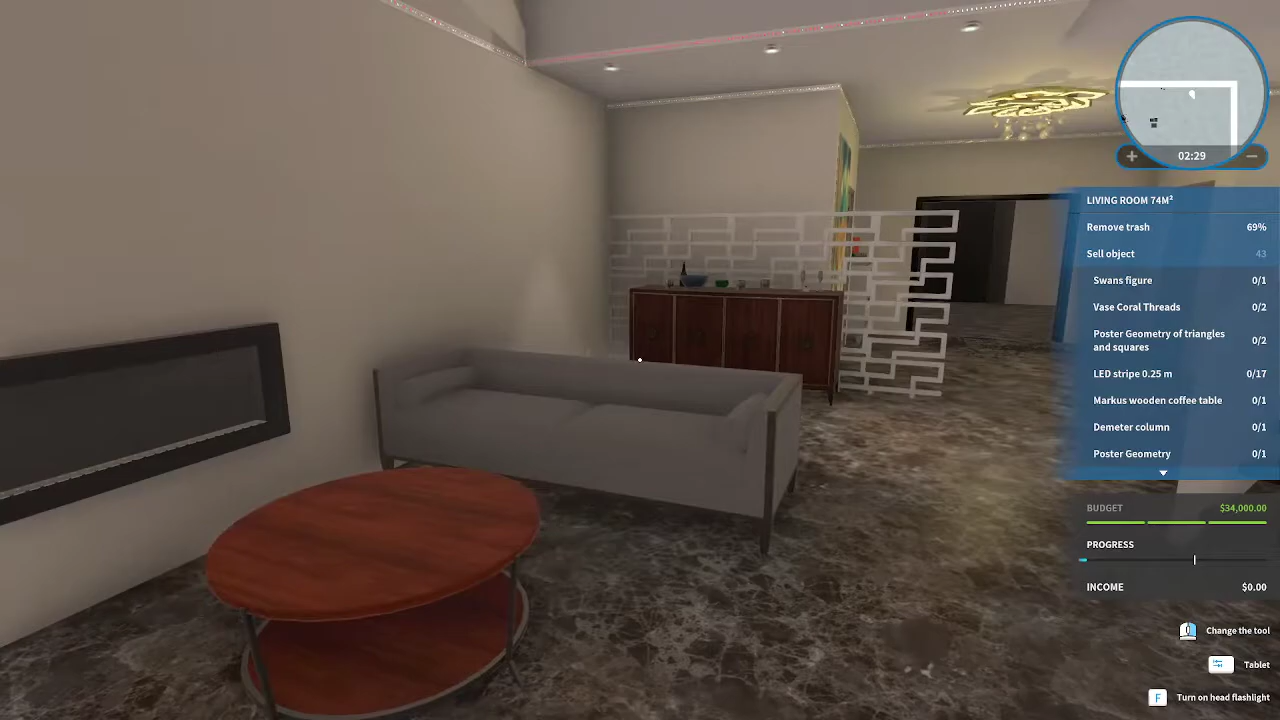 02:29
LIVING ROOM 74M²
Remove trash 69%
Sell object 43
Swans figure 0/1
Vase Coral Threads 0/2
Poster Geometry of triangles
and squares 0/2
LED stripe 0.25 m 0/17
Markus wooden coffee table 0/1
Demeter column 0/1
Poster Geometry 0/1
BUDGET $34,000.00
PROGRESS
INCOME $0.00
Change the tool
Tablet
F Turn on head flashlight